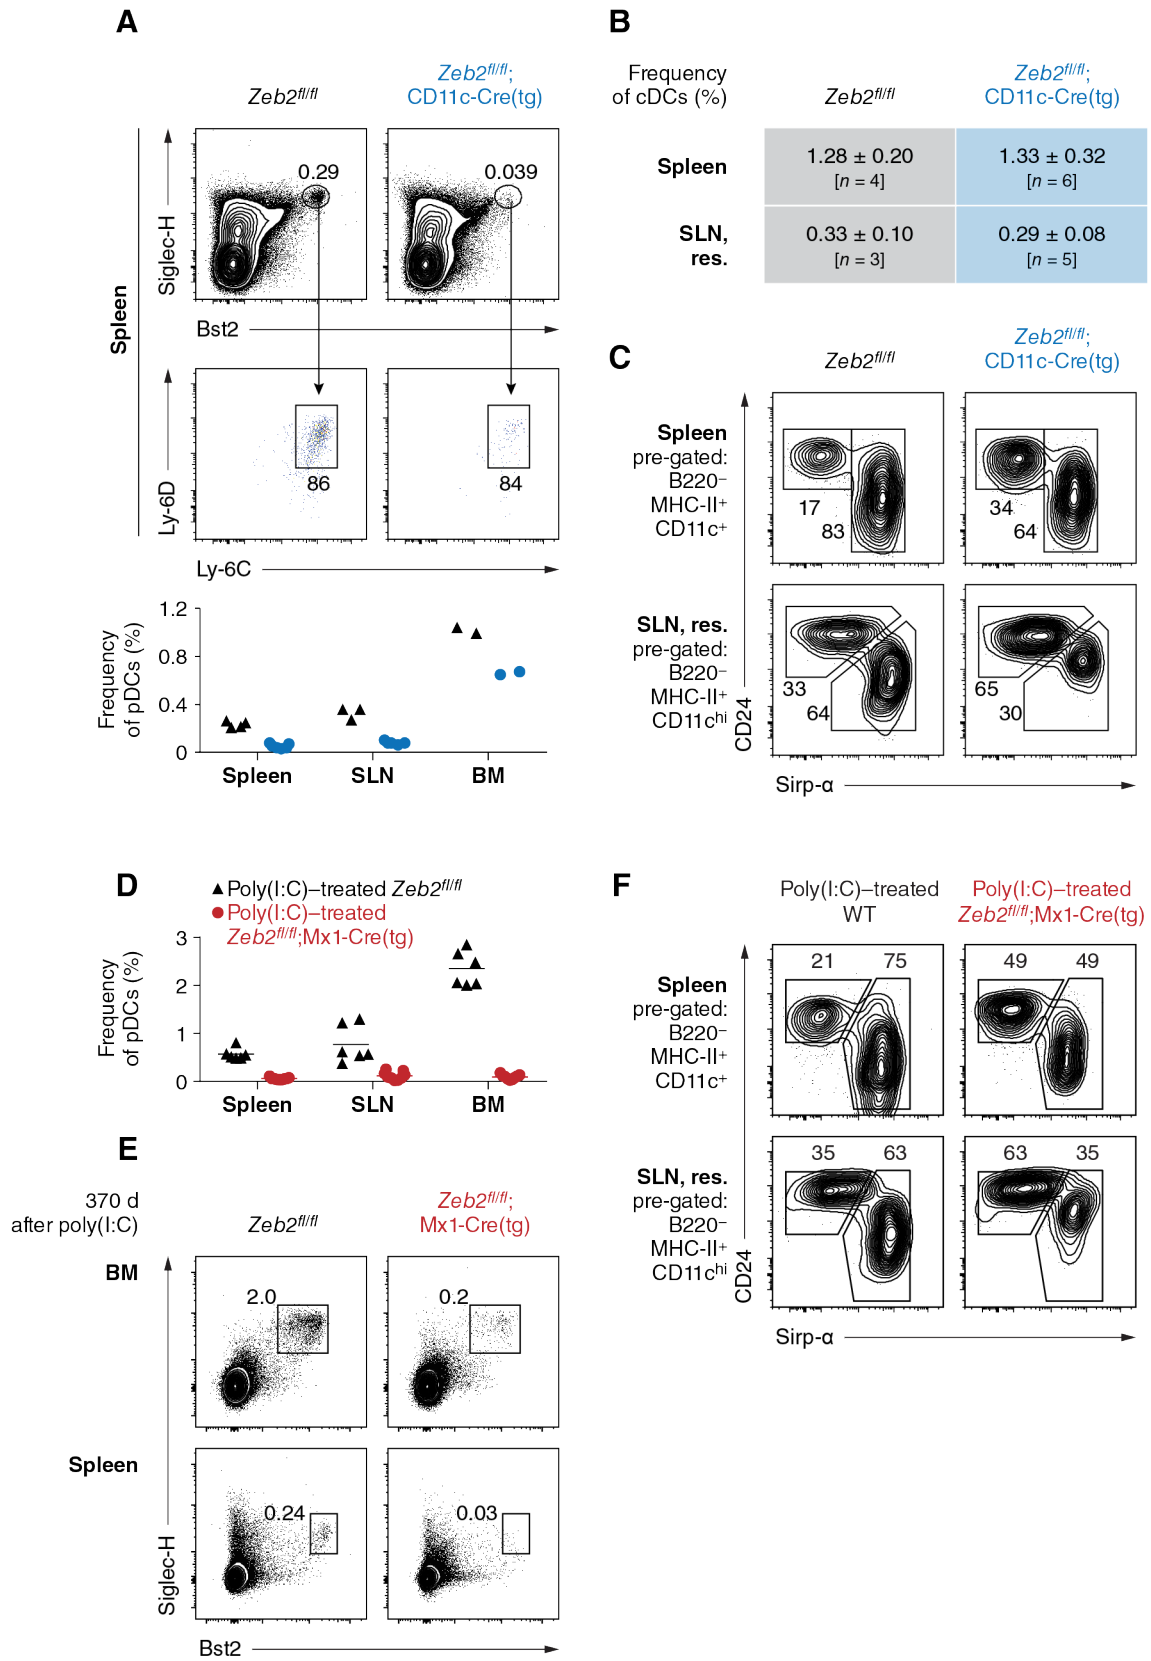 A
Zeb2fl/fl
Zeb2fl/fl;
CD11c-Cre(tg)
Spleen
Siglec-H
0.29
0.039
Bst2
Ly-6D
86
84
Ly-6C
Frequency
of pDCs (%)
1.2
0.8
0.4
0
Spleen
SLN
BM
B
Frequency
of cDCs (%)
Zeb2fl/fl
Zeb2fl/fl;
CD11c-Cre(tg)
Spleen
1.28 ± 0.20
[n = 4]
1.33 ± 0.32
[n = 6]
SLN,
res.
0.33 ± 0.10
[n = 3]
0.29 ± 0.08
[n = 5]
C
Zeb2fl/fl
Zeb2fl/fl;
CD11c-Cre(tg)
Spleen
pre-gated:
B220−
MHC-II+
CD11c+
17
83
34
64
SLN, res.
pre-gated:
B220−
MHC-II+
CD11chi
33
64
65
30
CD24
Sirp-α
D
Poly(I:C)–treated Zeb2fl/fl
Poly(I:C)–treated
Zeb2fl/fl;Mx1-Cre(tg)
Frequency
of pDCs (%)
3
2
1
0
Spleen
SLN
BM
E
370 d
after poly(I:C)
Zeb2fl/fl
Zeb2fl/fl;
Mx1-Cre(tg)
BM
2.0
0.2
Spleen
0.24
0.03
Siglec-H
Bst2
F
Poly(I:C)–treated
WT
Poly(I:C)–treated
Zeb2fl/fl;Mx1-Cre(tg)
Spleen
pre-gated:
B220−
MHC-II+
CD11c+
21
75
49
49
SLN, res.
pre-gated:
B220−
MHC-II+
CD11chi
35
63
63
35
CD24
Sirp-α